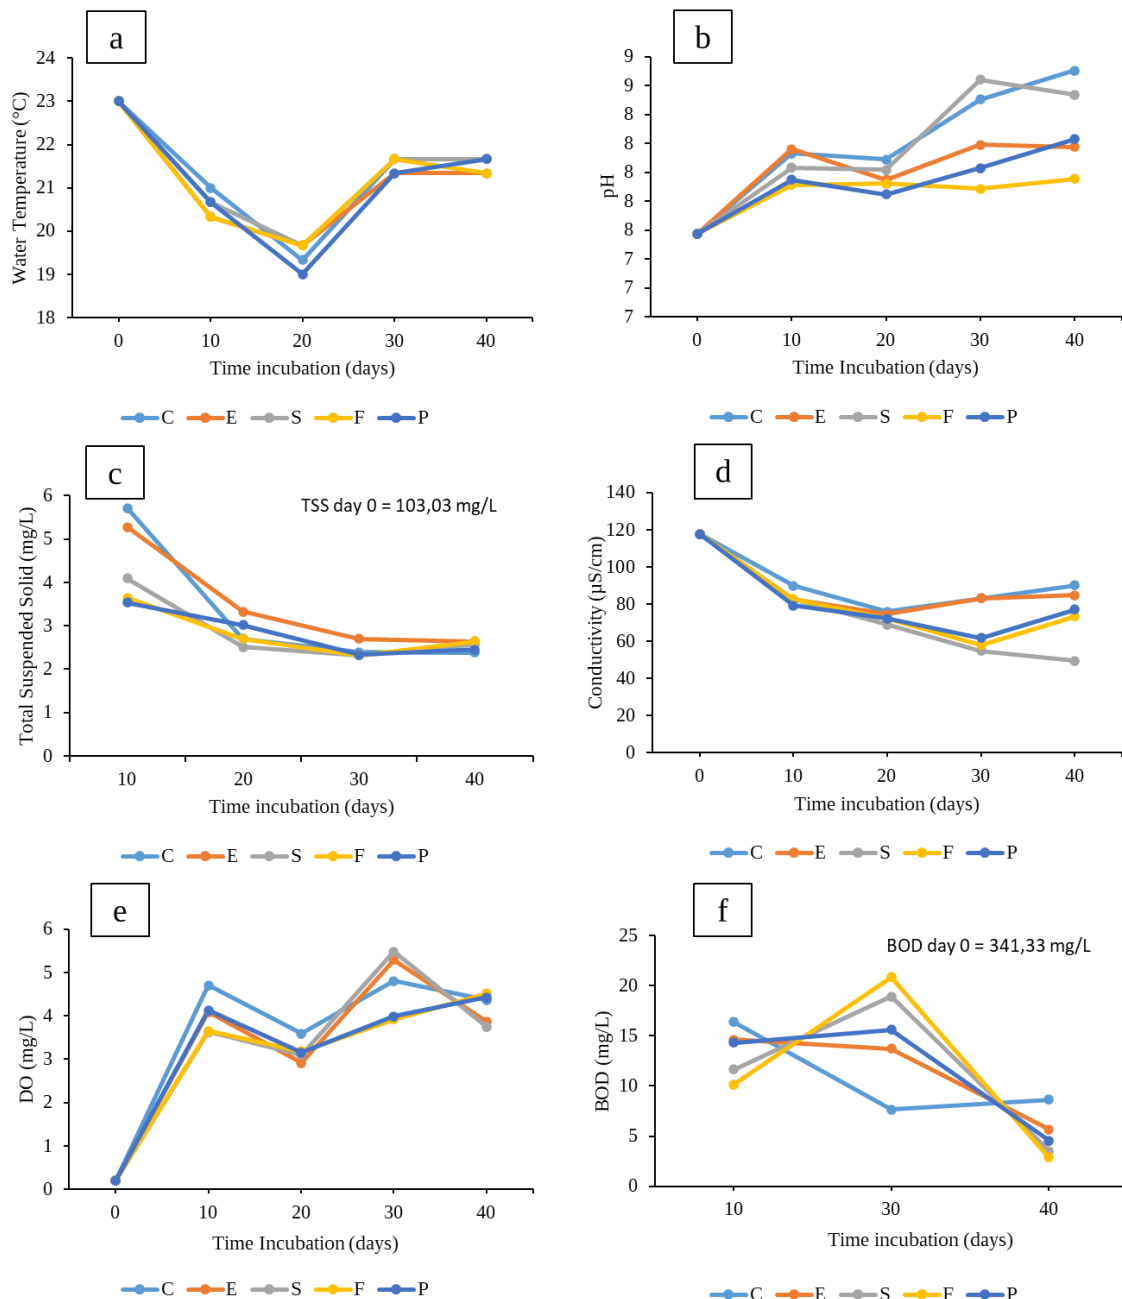 a
24
23
22
21
20
19
18
Water Temperature (°C)
0 10 20 30 40
Time incubation (days)
C E S F P
b
9
9
8
8
8
8
8
7
7
7
pH
0 10 20 30 40
Time Incubation (days)
C E S F P
c
TSS day 0 = 103,03 mg/L
6
5
4
3
2
1
0
Total Suspended Solid (mg/L)
10 20 30 40
Time incubation (days)
C E S F P
d
140
120
100
80
60
40
20
0
Conductivity (µS/cm)
0 10 20 30 40
Time incubation (days)
C E S F P
e
6
5
4
3
2
1
0
DO (mg/L)
0 10 20 30 40
Time Incubation (days)
C E S F P
f
BOD day 0 = 341,33 mg/L
25
20
15
10
5
0
BOD (mg/L)
10 30 40
Time incubation (days)
C E S F P